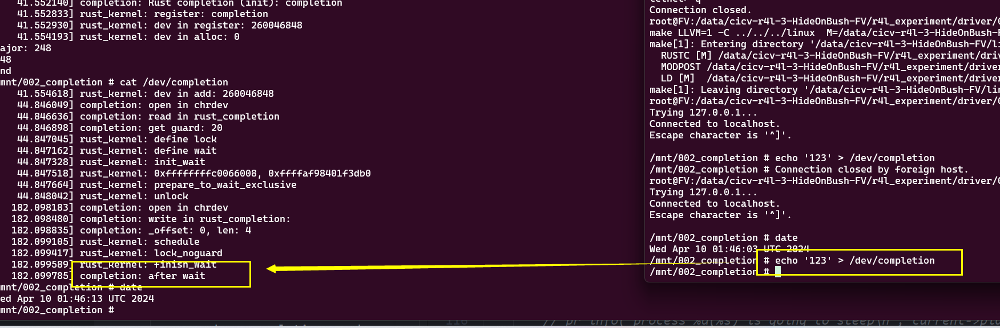 41.552140] completion: Rust completion (init): completion
41.552833] rust_kernel: register: completion
41.552930] rust_kernel: dev in register: 260046848
41.554193] rust_kernel: dev in alloc: 0
ajor: 248
48
nd
mnt/002_completion # cat /dev/completion
41.554618] rust_kernel: dev in add: 260046848
44.846049] completion: open in chrdev
44.846636] completion: read in rust_completion
44.846898] completion: get guard: 20
44.847045] rust_kernel: define lock
44.847162] rust_kernel: define wait
44.847328] rust_kernel: init_wait
44.847518] rust_kernel: 0xffffffffc0066008, 0xffffaf98401f3db0
44.847664] rust_kernel: prepare_to_wait_exclusive
44.848042] rust_kernel: unlock
182.098183] completion: open in chrdev
182.098480] completion: write in rust_completion:
182.098835] completion: _offset: 0, len: 4
182.099105] rust_kernel: schedule
182.099417] rust_kernel: lock_noguard
182.099589] rust_kernel: finish_wait
182.099785] completion: after wait
mnt/002_completion # date
ed Apr 10 01:46:13 UTC 2024
mnt/002_completion #
telnet> q
Connection closed.
root@FV:/data/cicv-r4l-3-HideOnBush-FV/r4l_experiment/driver/0
make LLVM=1 -C ../../../linux M=/data/cicv-r4l-3-HideOnBush-F
make[1]: Entering directory '/data/cicv-r4l-3-HideOnBush-FV/li
RUSTC [M] /data/cicv-r4l-3-HideOnBush-FV/r4l_experiment/driv
MODPOST /data/cicv-r4l-3-HideOnBush-FV/r4l_experiment/driver
LD [M] /data/cicv-r4l-3-HideOnBush-FV/r4l_experiment/driver
make[1]: Leaving directory '/data/cicv-r4l-3-HideOnBush-FV/lin
root@FV:/data/cicv-r4l-3-HideOnBush-FV/r4l_experiment/driver/0
Trying 127.0.0.1...
Connected to localhost.
Escape character is '^]'.
/mnt/002_completion # echo '123' > /dev/completion
/mnt/002_completion # Connection closed by foreign host.
root@FV:/data/cicv-r4l-3-HideOnBush-FV/r4l_experiment/driver/0
Trying 127.0.0.1...
Connected to localhost.
Escape character is '^]'.
/mnt/002_completion # date
Wed Apr 10 01:46:03 UTC 2024
/mnt/002_completion # echo '123' > /dev/completion
/mnt/002_completion #